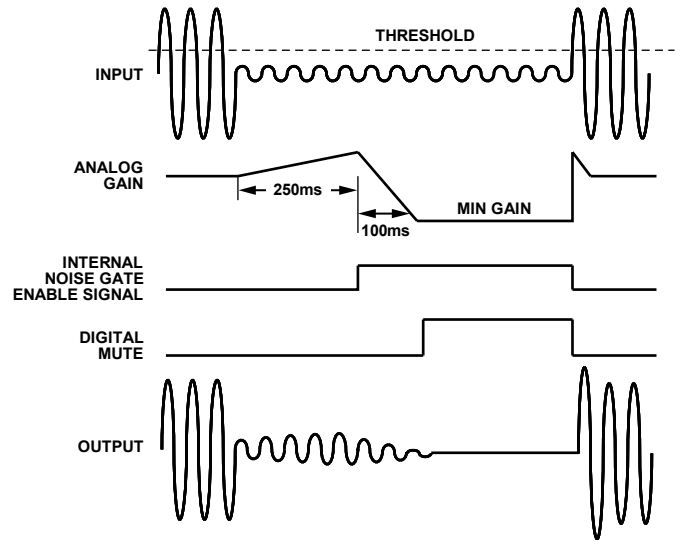 THRESHOLD
INPUT
ANALOG
GAIN
250ms
MIN GAIN
100ms
INTERNAL
NOISE GATE
ENABLE SIGNAL
DIGITAL
MUTE
OUTPUT